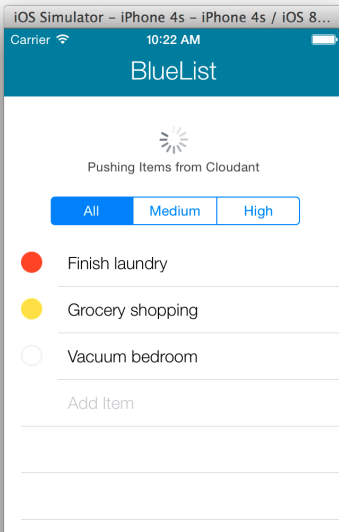 iOS Simulator – iPhone 4s – iPhone 4s / iOS 8...
Carrier 10:22 AM
BlueList
Pushing Items from Cloudant
All Medium High
Finish laundry
Grocery shopping
Vacuum bedroom
Add Item